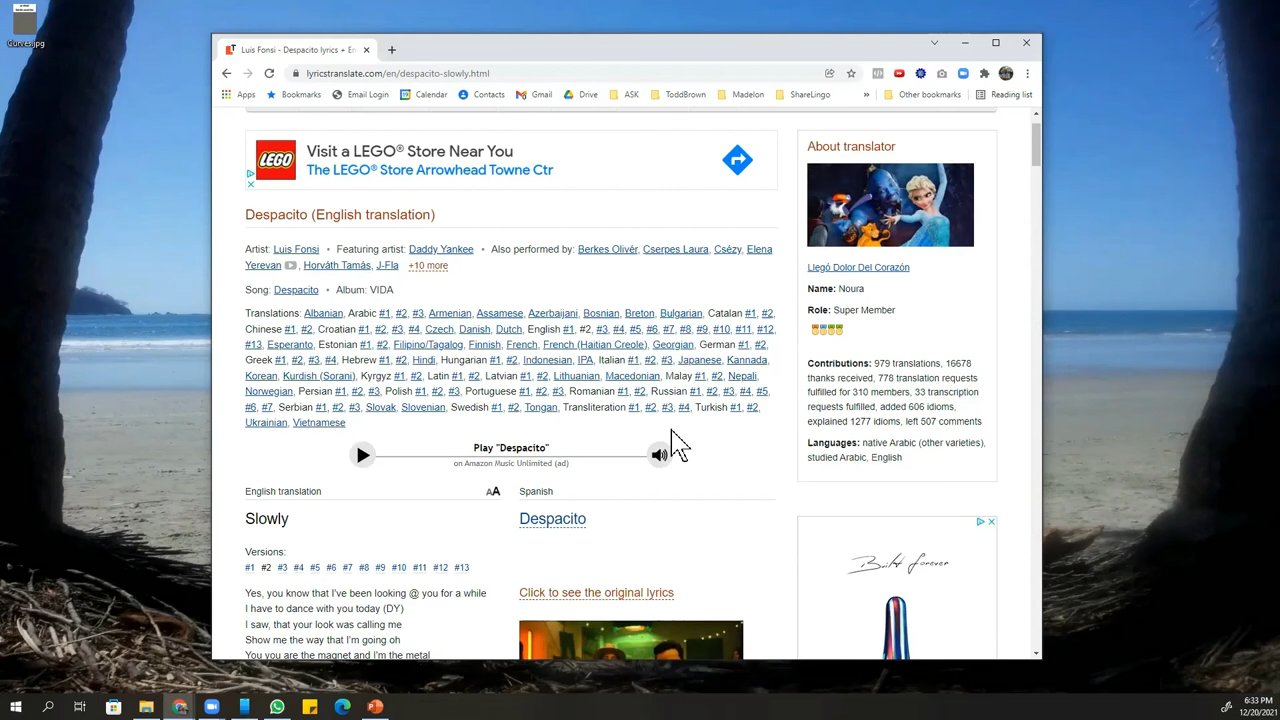 Curves.jpg
Luis Fonsi - Despacito lyrics + En
lyricstranslate.com/en/despacito-slowly.html
Apps Bookmarks Email Login Calendar Contacts Gmail Drive ASK ToddBrown Madelon ShareLingo » Other bookmarks Reading list
LEGO
Visit a LEGO® Store Near You
The LEGO® Store Arrowhead Towne Ctr
Despacito (English translation)
Artist: Luis Fonsi • Featuring artist: Daddy Yankee • Also performed by: Berkes Olivér, Cserpes Laura, Csézy, Elena
Yerevan, Horváth Tamás, J-Fla +10 more
Song: Despacito • Album: VIDA
Translations: Albanian, Arabic #1, #2, #3, Armenian, Assamese, Azerbaijani, Bosnian, Breton, Bulgarian, Catalan #1, #2,
Chinese #1, #2, Croatian #1, #2, #3, #4, Czech, Danish, Dutch, English #1, #2, #3, #4, #5, #6, #7, #8, #9, #10, #11, #12,
#13, Esperanto, Estonian #1, #2, Filipino/Tagalog, Finnish, French, French (Haitian Creole), Georgian, German #1, #2,
Greek #1, #2, #3, #4, Hebrew #1, #2, Hindi, Hungarian #1, #2, Indonesian, IPA, Italian #1, #2, #3, Japanese, Kannada,
Korean, Kurdish (Sorani), Kyrgyz #1, #2, Latin #1, #2, Latvian #1, #2, Lithuanian, Macedonian, Malay #1, #2, Nepali,
Norwegian, Persian #1, #2, #3, Polish #1, #2, #3, Portuguese #1, #2, #3, Romanian #1, #2, Russian #1, #2, #3, #4, #5,
#6, #7, Serbian #1, #2, #3, Slovak, Slovenian, Swedish #1, #2, Tongan, Transliteration #1, #2, #3, #4, Turkish #1, #2,
Ukrainian, Vietnamese
Play "Despacito"
on Amazon Music Unlimited (ad)
English translation AA Spanish
Slowly Despacito
Versions:
#1 #2 #3 #4 #5 #6 #7 #8 #9 #10 #11 #12 #13
Yes, you know that I've been looking @ you for a while
Click to see the original lyrics
I have to dance with you today (DY)
I saw, that your look was calling me
Show me the way that I'm going oh
You you are the magnet and I'm the metal
About translator
Llegó Dolor Del Corazón
Name: Noura
Role: Super Member
Contributions: 979 translations, 16678
thanks received, 778 translation requests
fulfilled for 310 members, 33 transcription
requests fulfilled, added 606 idioms,
explained 1277 idioms, left 507 comments
Languages: native Arabic (other varieties),
studied Arabic, English
Built forever
6:33 PM
12/20/2021